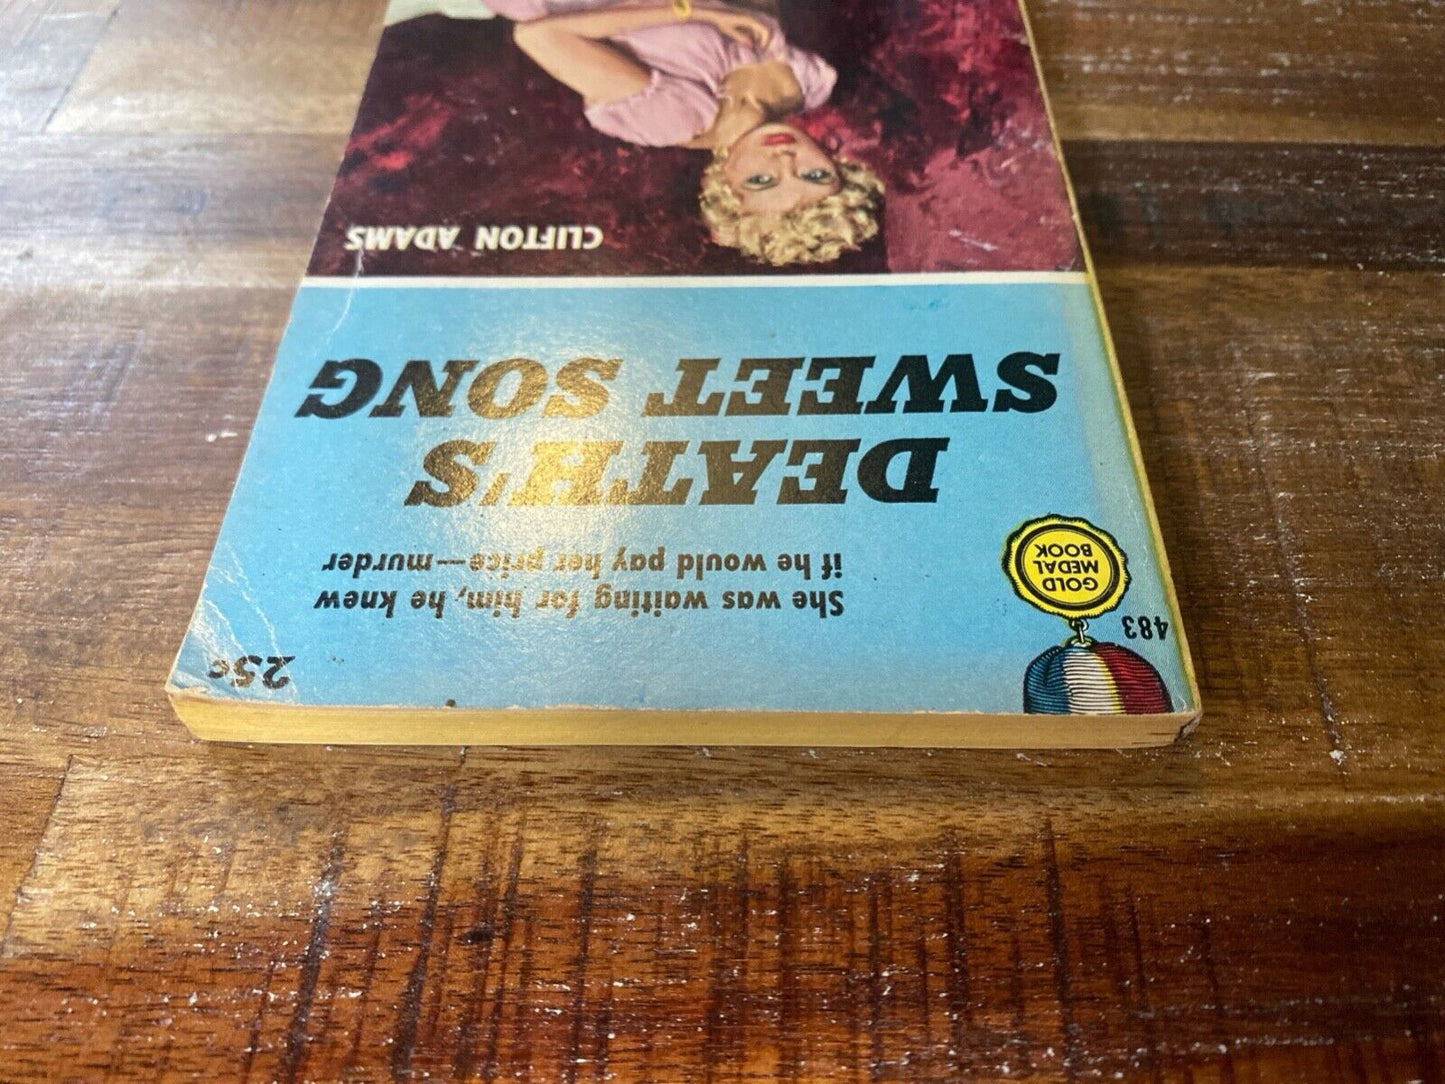 483
GOLD
MEDAL
BOOK
25c
She was waiting for him, he knew
if he would pay her price—murder
DEATH'S
SWEET SONG
CLIFTON ADAMS